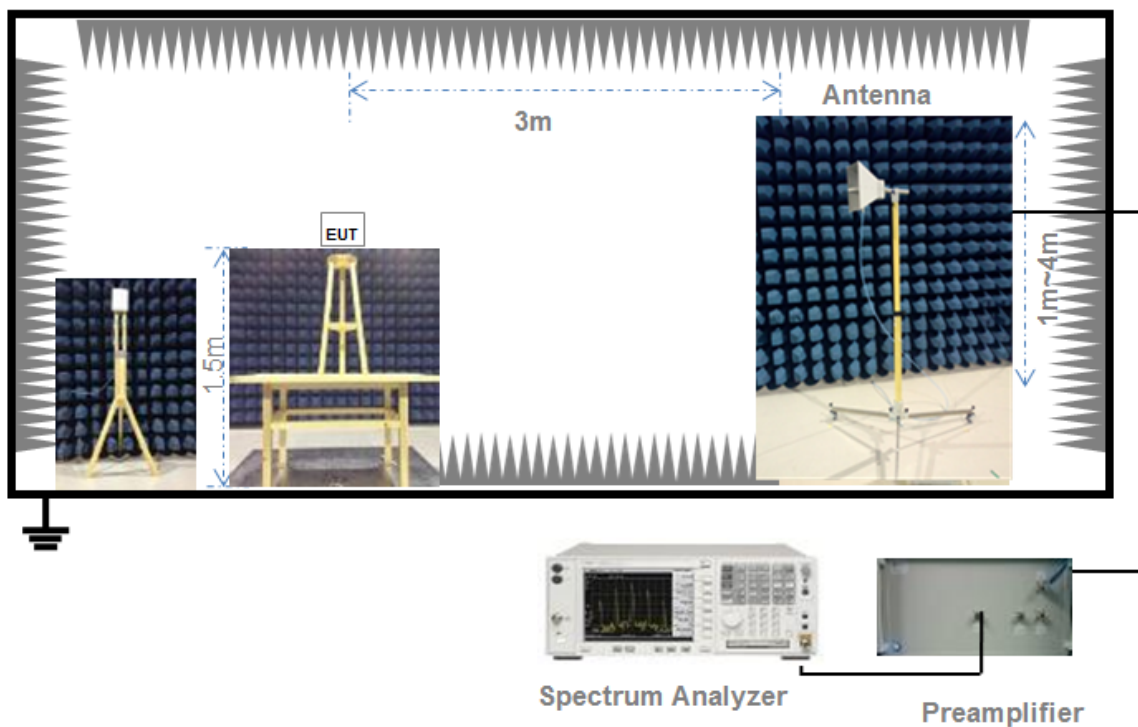 Antenna
3m
EUT
1.5m
1m~4m
Spectrum Analyzer
Preamplifier